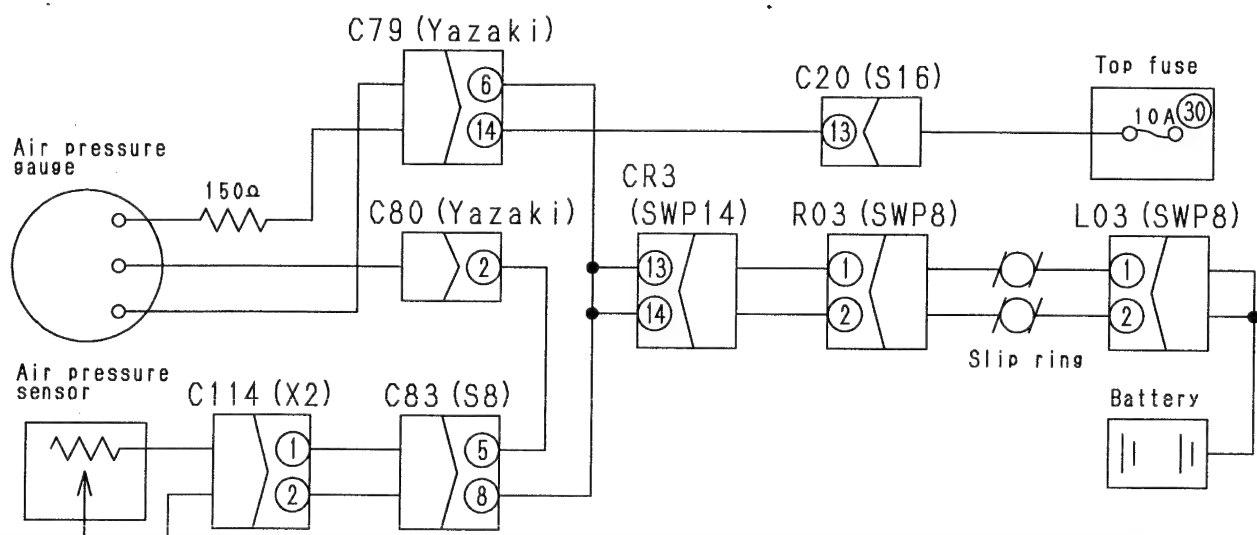 C79 (Yazaki)
6
14
C20 (S16)
13
Top fuse
10A
30
Air pressure
gauge
150Ω
C80 (Yazaki)
2
CR3
(SWP14)
13
14
R03 (SWP8)
1
2
Slip ring
L03 (SWP8)
1
2
Air pressure
sensor
C114 (X2)
1
2
C83 (S8)
5
8
Battery